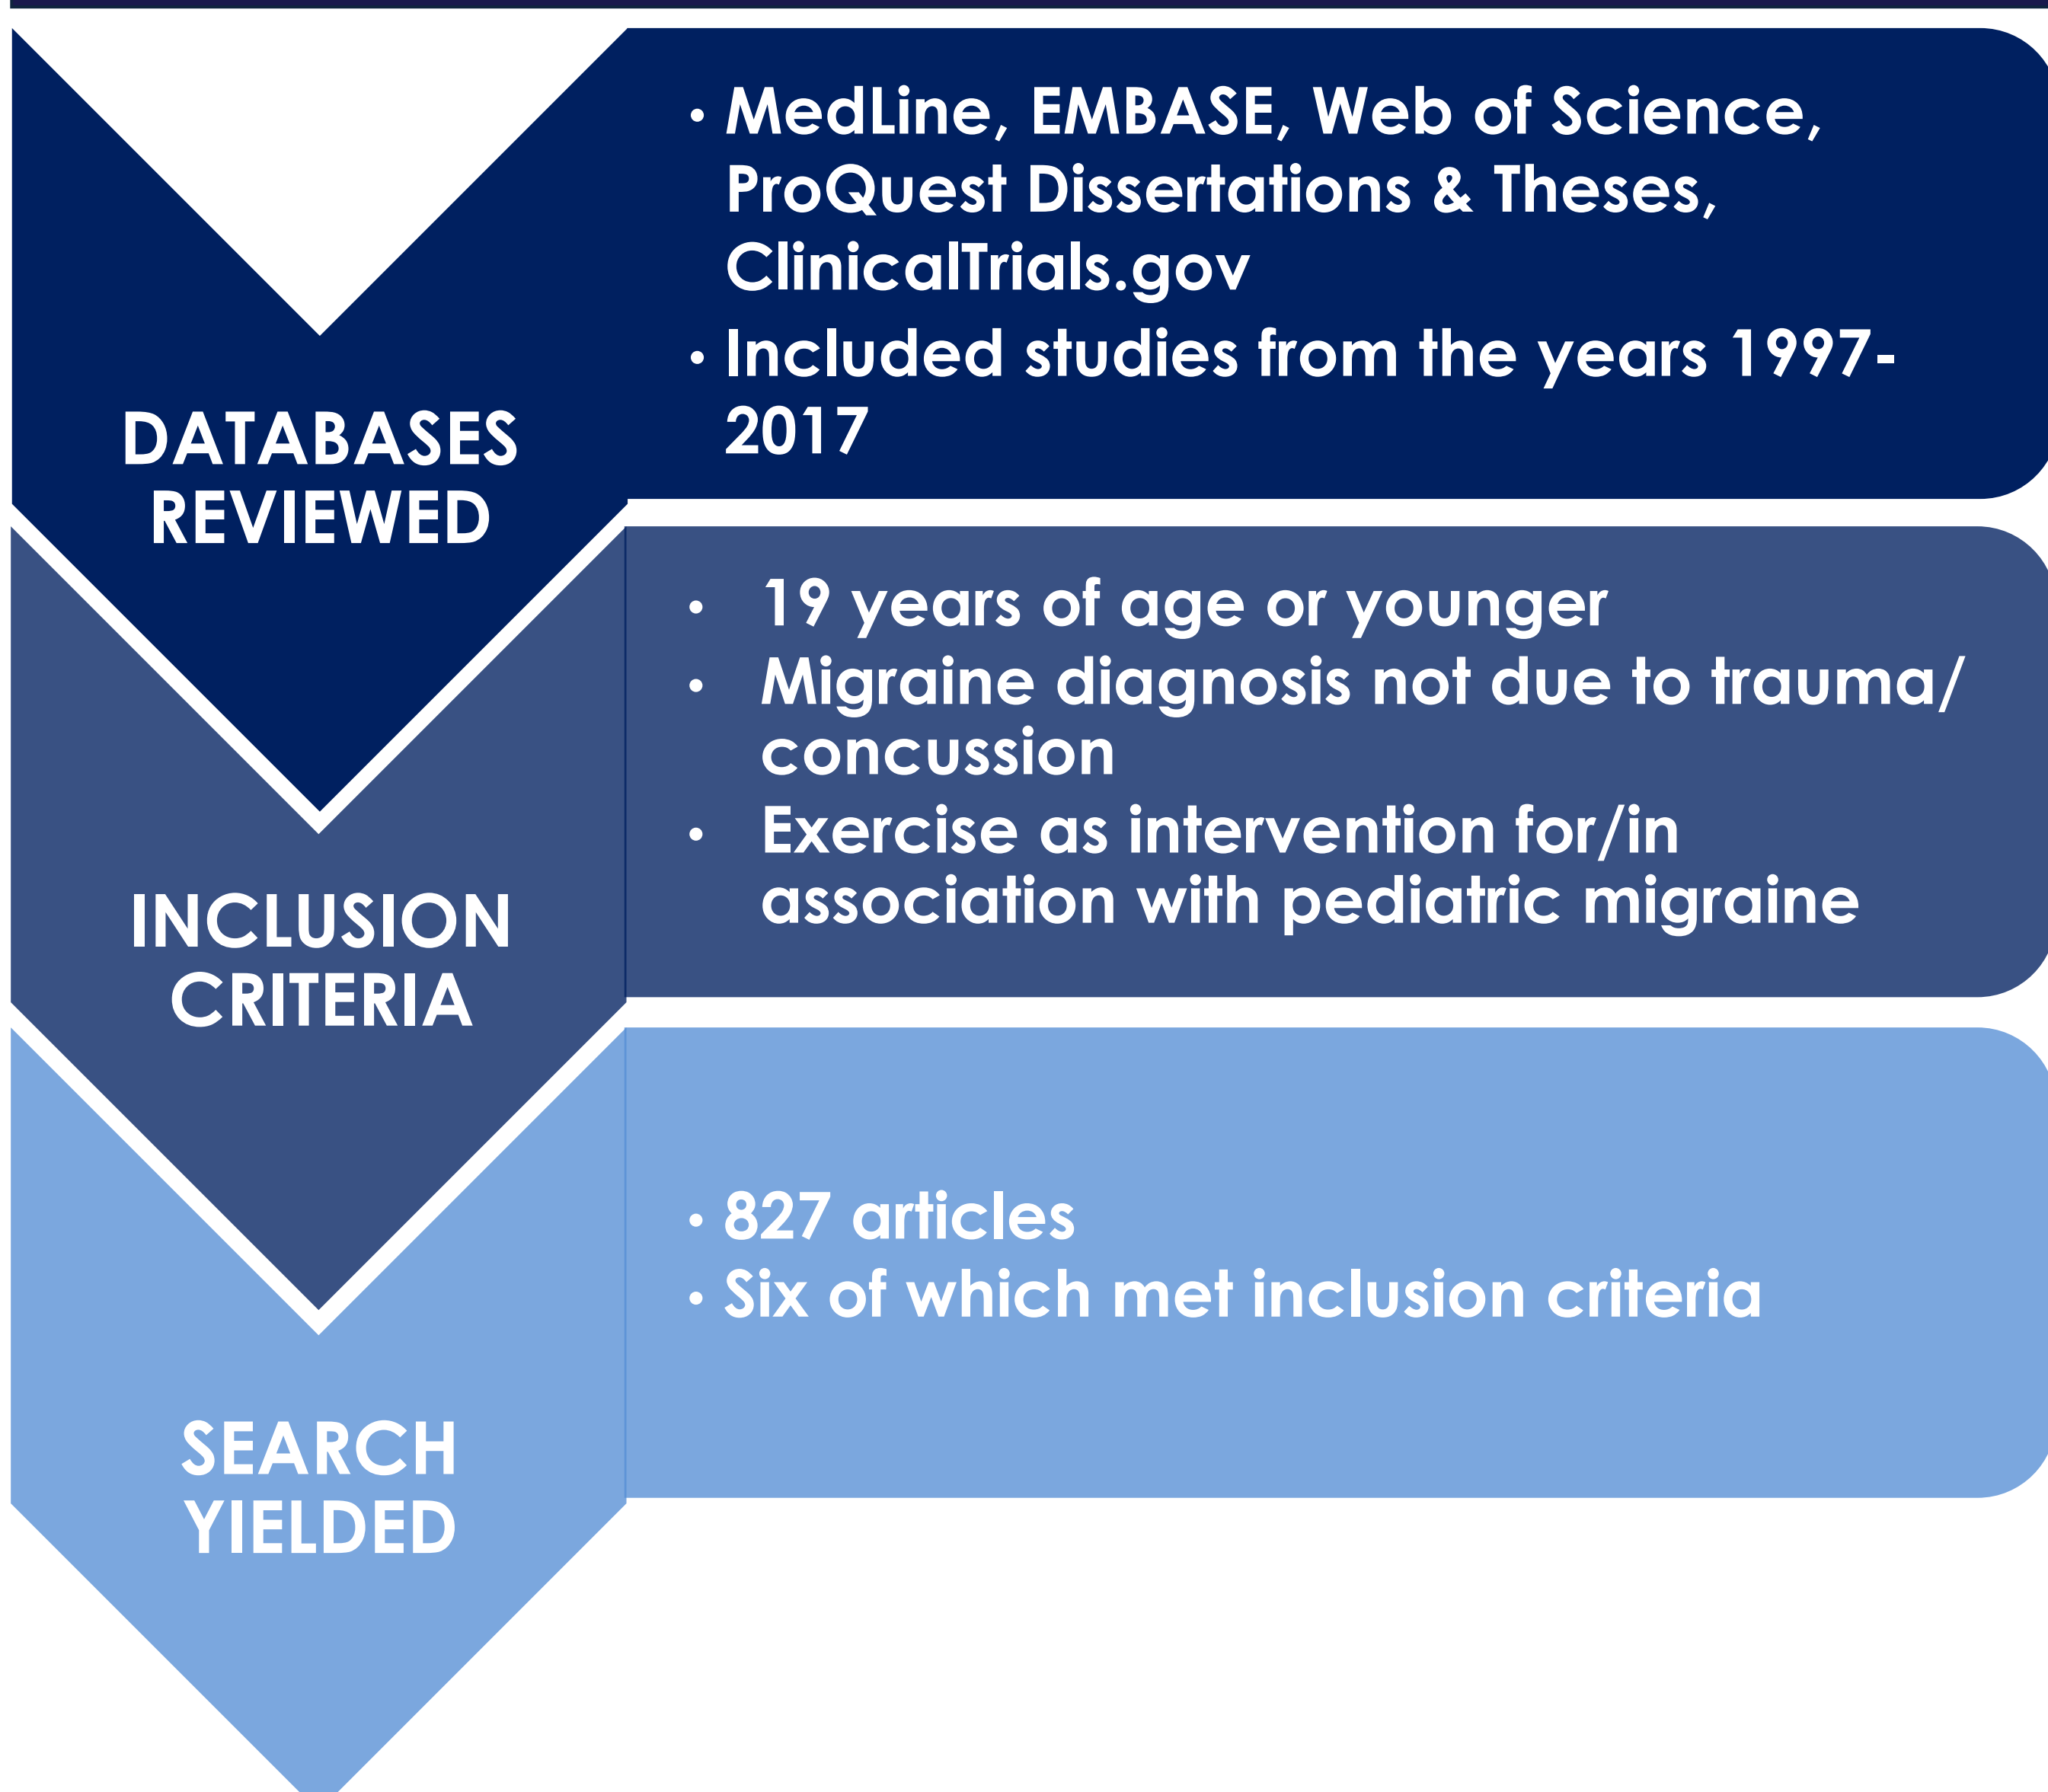 • MedLine, EMBASE, Web of Science,
ProQuest Dissertations & Theses,
ClinicalTrials.gov
• Included studies from the years 1997-
2017
DATABASES
REVIEWED
• 19 years of age or younger
• Migraine diagnosis not due to trauma/
concussion
• Exercise as intervention for/in
association with pediatric migraine
INCLUSION
CRITERIA
• 827 articles
• Six of which met inclusion criteria
SEARCH
YIELDED